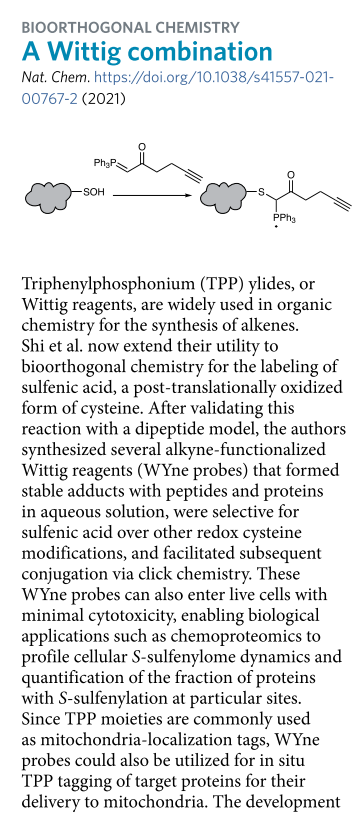 BIOORTHOGONAL CHEMISTRY
A Wittig combination
Nat. Chem. https://doi.org/10.1038/s41557-021-
00767-2 (2021)
O
Ph3P
SOH
O
S
PPh3
•
Triphenylphosphonium (TPP) ylides, or
Wittig reagents, are widely used in organic
chemistry for the synthesis of alkenes.
Shi et al. now extend their utility to
bioorthogonal chemistry for the labeling of
sulfenic acid, a post-translationally oxidized
form of cysteine. After validating this
reaction with a dipeptide model, the authors
synthesized several alkyne-functionalized
Wittig reagents (WYne probes) that formed
stable adducts with peptides and proteins
in aqueous solution, were selective for
sulfenic acid over other redox cysteine
modifications, and facilitated subsequent
conjugation via click chemistry. These
WYne probes can also enter live cells with
minimal cytotoxicity, enabling biological
applications such as chemoproteomics to
profile cellular S-sulfenylome dynamics and
quantification of the fraction of proteins
with S-sulfenylation at particular sites.
Since TPP moieties are commonly used
as mitochondria-localization tags, WYne
probes could also be utilized for in situ
TPP tagging of target proteins for their
delivery to mitochondria. The development